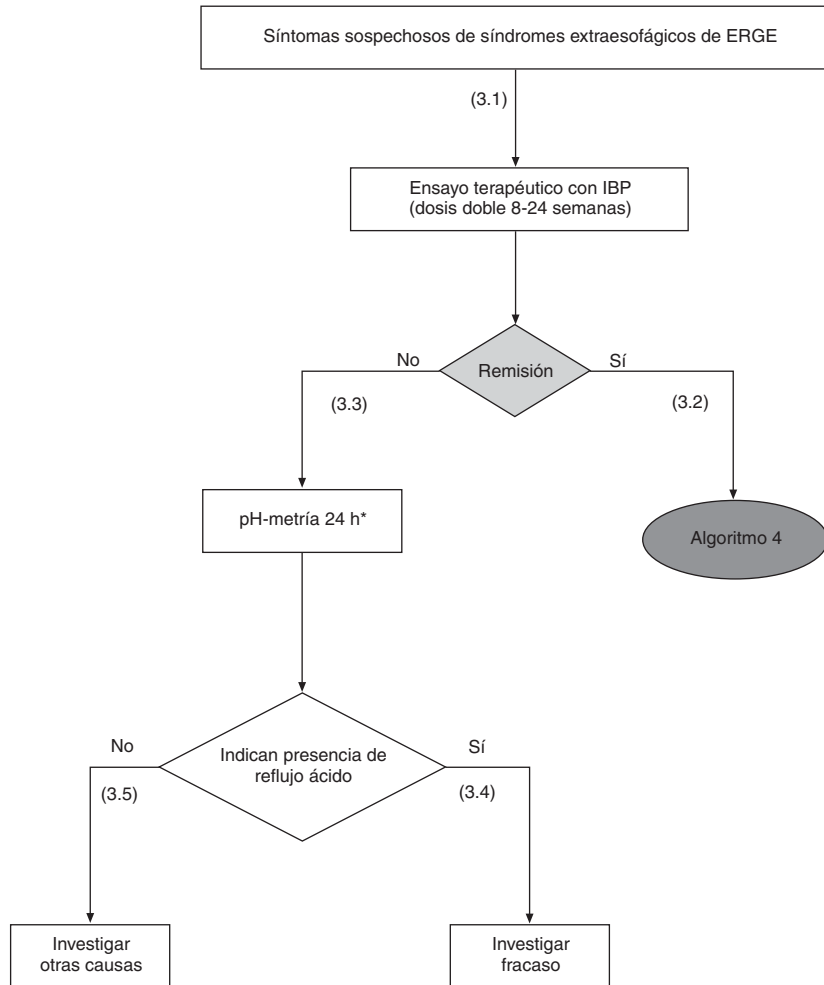 Síntomas sospechosos de síndromes extraesofágicos de ERGE
(3.1)
Ensayo terapéutico con IBP
(dosis doble 8-24 semanas)
No
Remisión
Sí
(3.3)
(3.2)
pH-metría 24 h*
Algoritmo 4
No
Indican presencia de
reflujo ácido
Sí
(3.5)
(3.4)
Investigar
otras causas
Investigar
fracaso